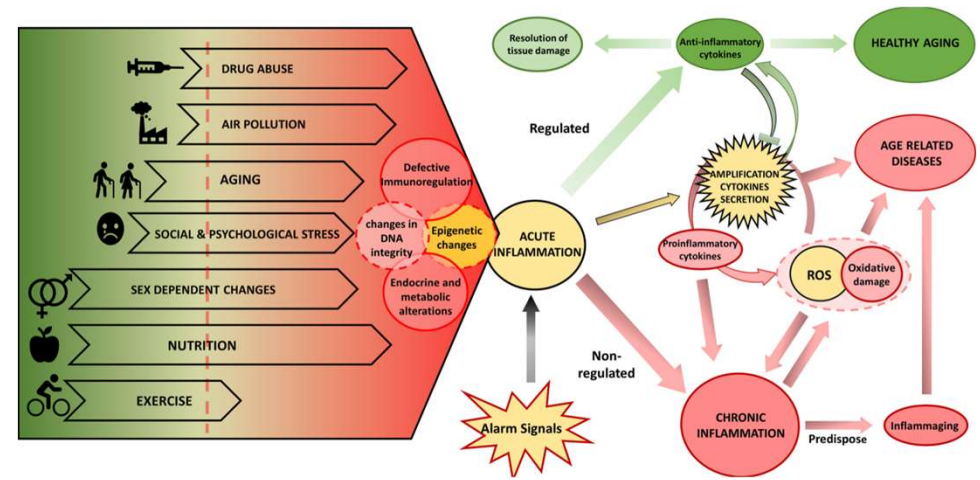 DRUG ABUSE
AIR POLLUTION
AGING
SOCIAL & PSYCHOLOGICAL STRESS
SEX DEPENDENT CHANGES
NUTRITION
EXERCISE
Defective
Immunoregulation
changes in
DNA
integrity
Epigenetic
changes
Endocrine and
metabolic
alterations
ACUTE
INFLAMMATION
Alarm Signals
Regulated
Non-
regulated
Resolution of
tissue damage
Anti-inflammatory
cytokines
HEALTHY AGING
AMPLIFICATION
CYTOKINES
SECRETION
AGE RELATED
DISEASES
Proinflammatory
cytokines
ROS
Oxidative
damage
CHRONIC
INFLAMMATION
Predispose
Inflammaging